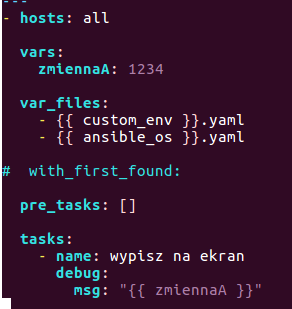 ---
- hosts: all
  vars:
    zmiennaA: 1234
  var_files:
    - {{ custom_env }}.yaml
    - {{ ansible_os }}.yaml
#  with_first_found:
  pre_tasks: []
  tasks:
    - name: wypisz na ekran
      debug:
        msg: "{{ zmiennaA }}"